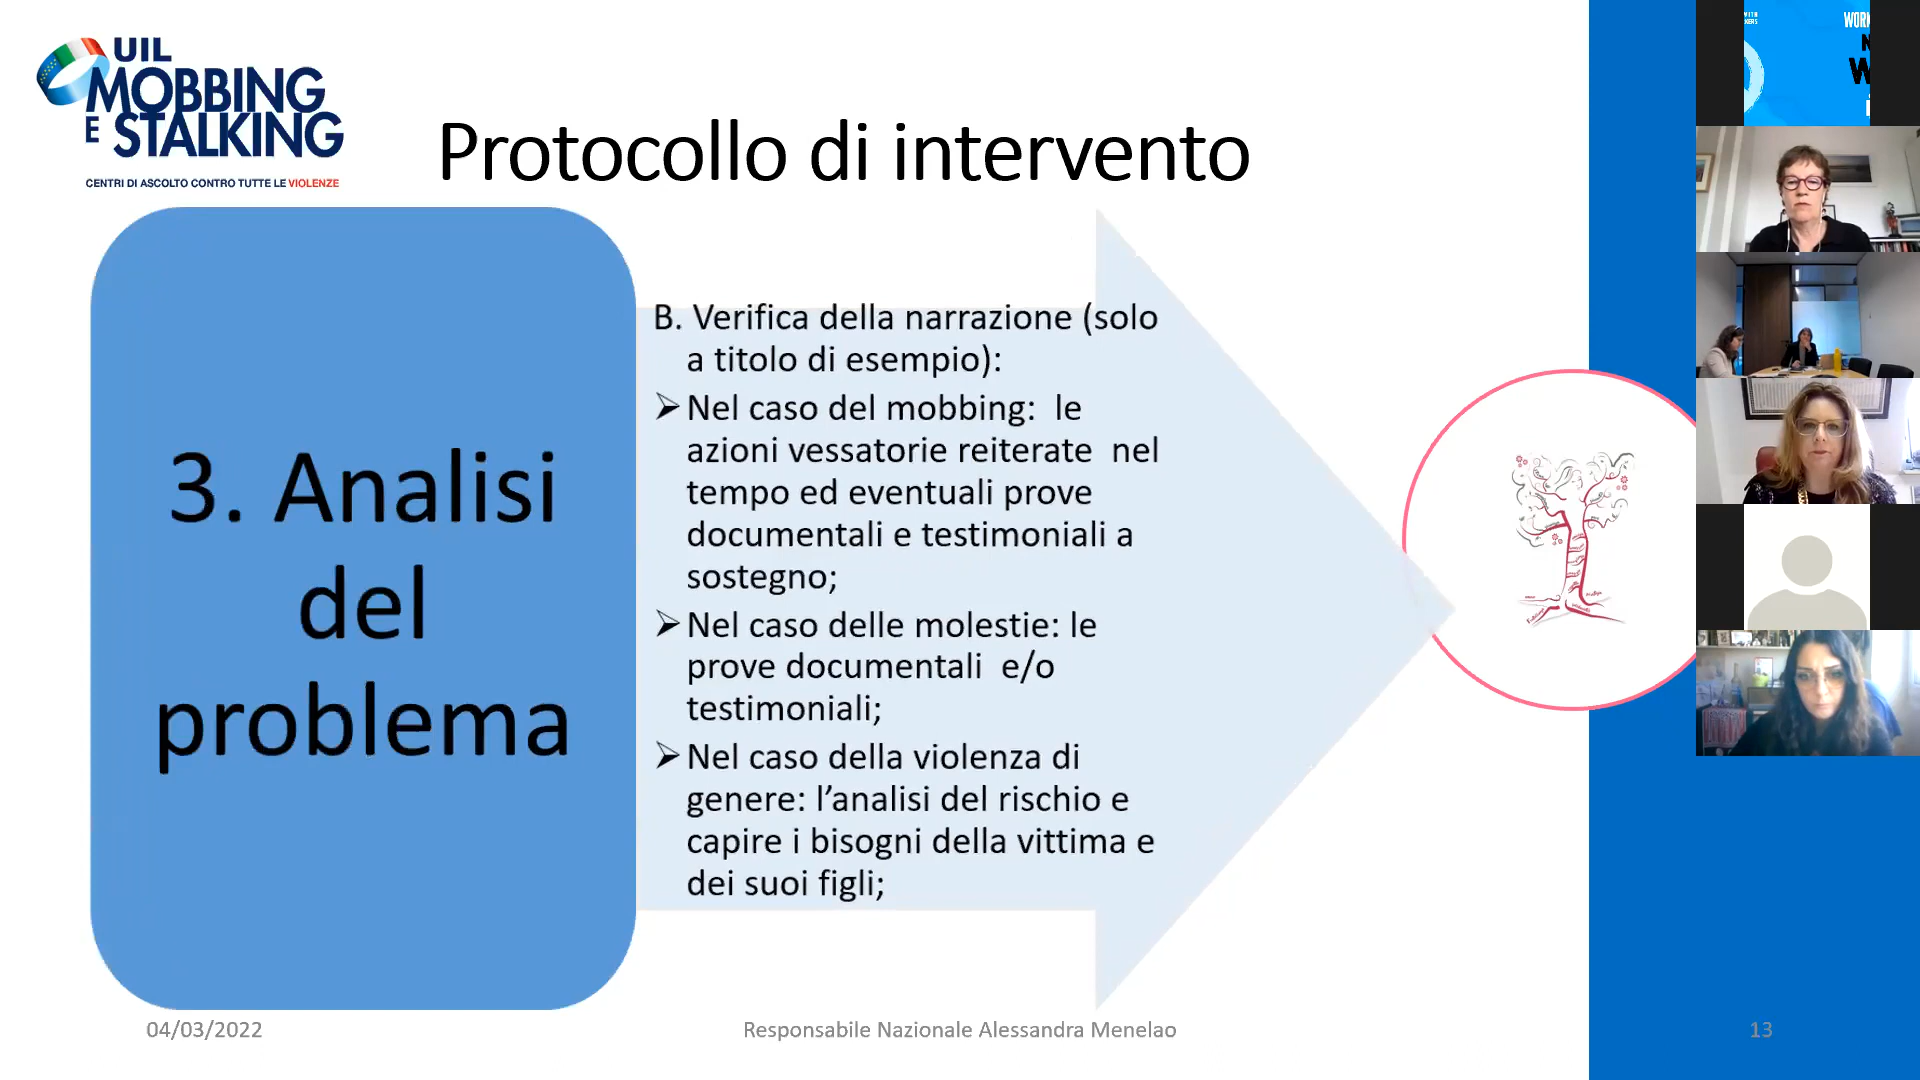 UIL
MOBBING
E STALKING
CENTRI DI ASCOLTO CONTRO TUTTE LE VIOLENZE
Protocollo di intervento
3. Analisi
del
problema
B. Verifica della narrazione (solo
a titolo di esempio):
➢Nel caso del mobbing: le
azioni vessatorie reiterate nel
tempo ed eventuali prove
documentali e testimoniali a
sostegno;
➢Nel caso delle molestie: le
prove documentali e/o
testimoniali;
➢Nel caso della violenza di
genere: l’analisi del rischio e
capire i bisogni della vittima e
dei suoi figli;
04/03/2022
Responsabile Nazionale Alessandra Menelao
13